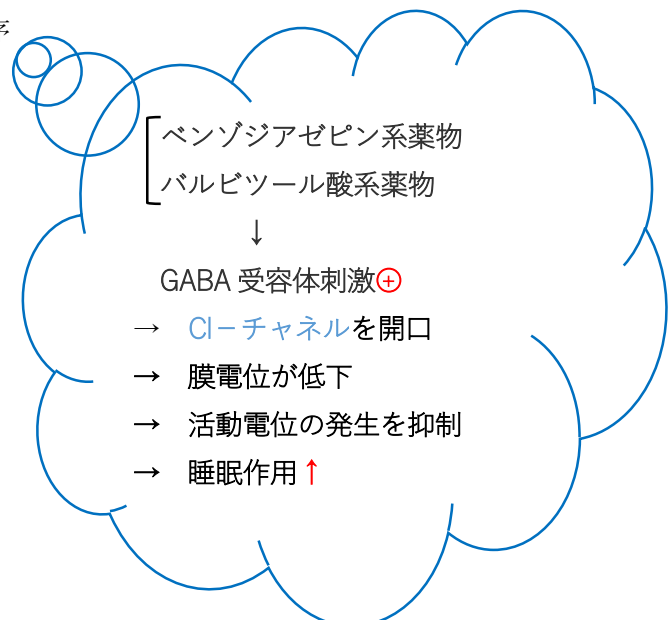 ベンゾジアゼピン系薬物
バルビツール酸系薬物
↓
GABA 受容体刺激⊕
→ Cl－チャネルを開口
→ 膜電位が低下
→ 活動電位の発生を抑制
→ 睡眠作用↑